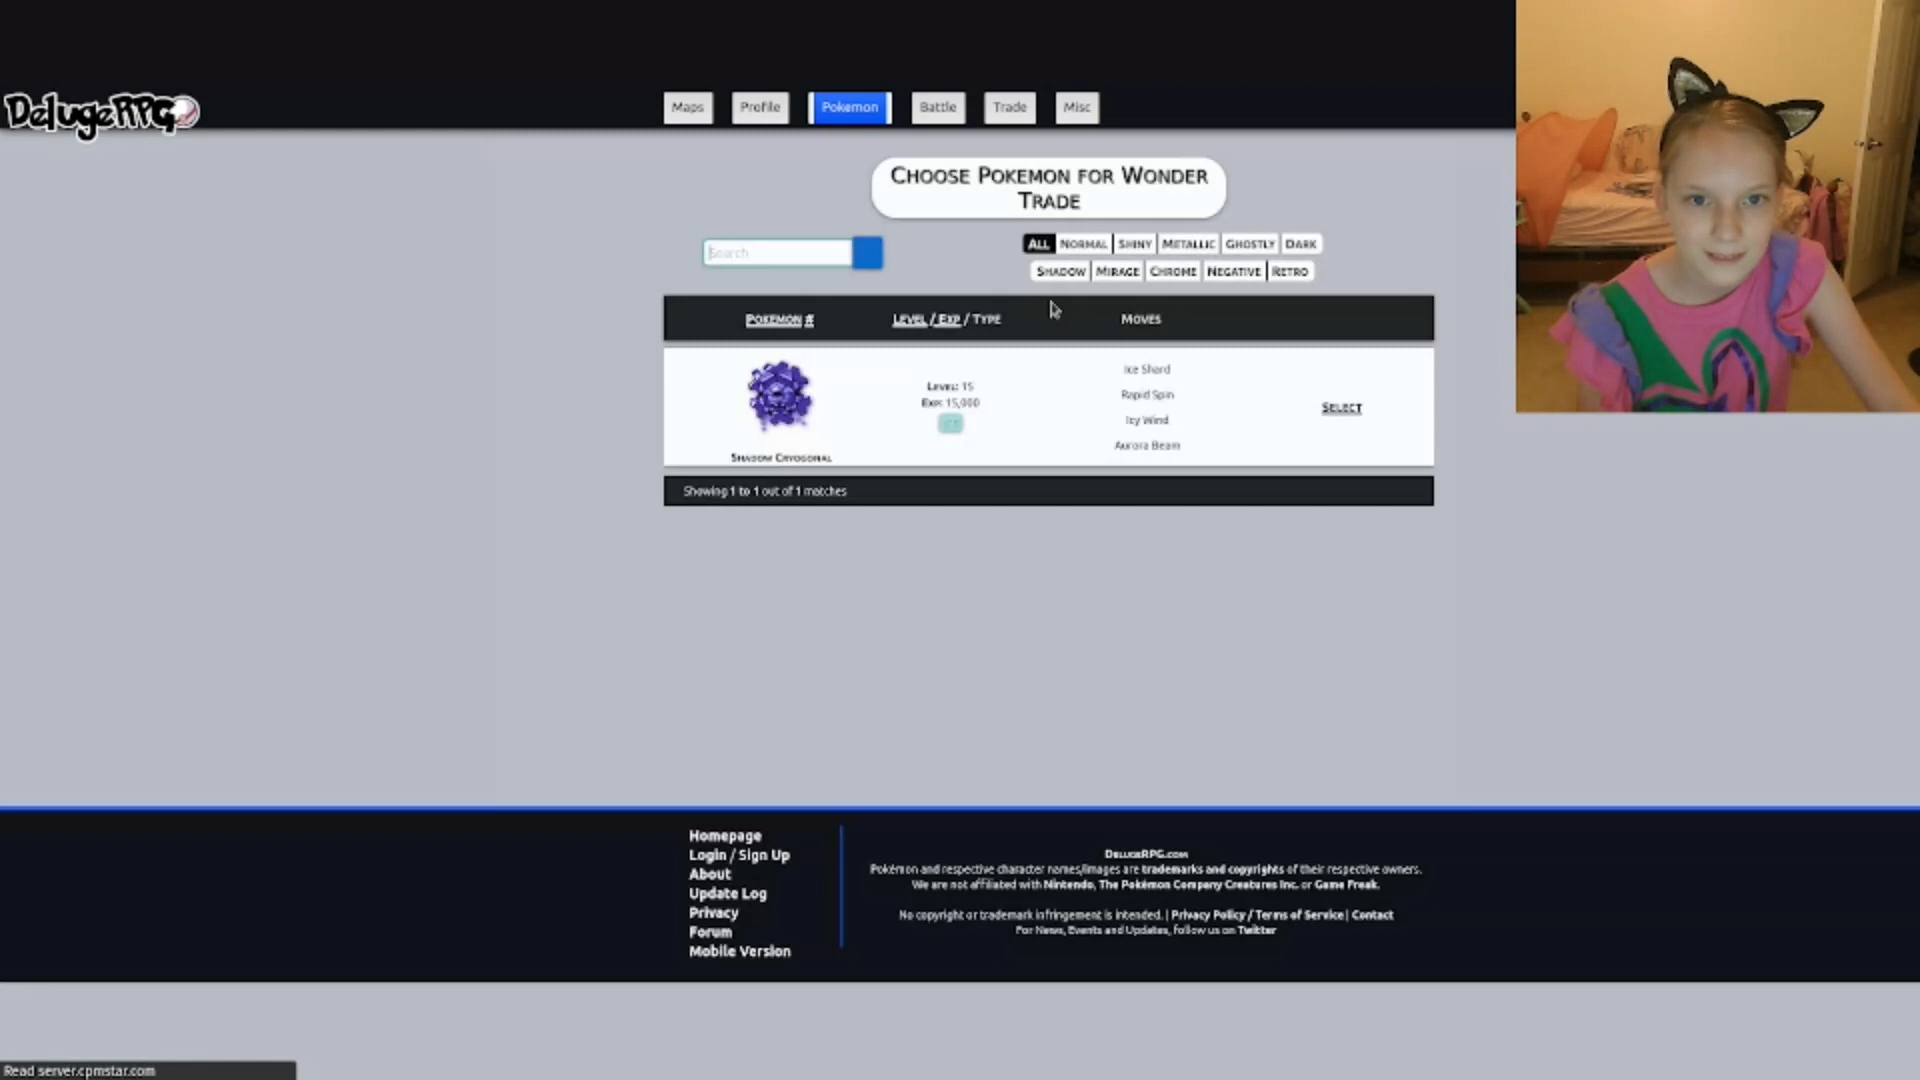 DelugeRPG
Maps Profile Pokemon Battle Trade Misc
Choose Pokemon for Wonder
Trade
Search
All Normal Shiny Metallic Ghostly Dark
Shadow Mirage Chrome Negative Retro
Pokemon # Level / Exp / Type Moves
Ice Shard
Level: 15
Rapid Spin
Exp: 15,000
Select
Icy Wind
Aurora Beam
Shadow Cryogonal
Showing 1 to 1 out of 1 matches
Homepage
Login / Sign Up
About
Update Log
Privacy
Forum
Mobile Version
DelugeRPG.com
Pokémon and respective character names/images are trademarks and copyrights of their respective owners.
We are not affiliated with Nintendo, The Pokémon Company Creatures Inc. or Game Freak.
No copyright or trademark infringement is intended. | Privacy Policy / Terms of Service | Contact
For News, Events and Updates, follow us on Twitter
Read server.cpmstar.com